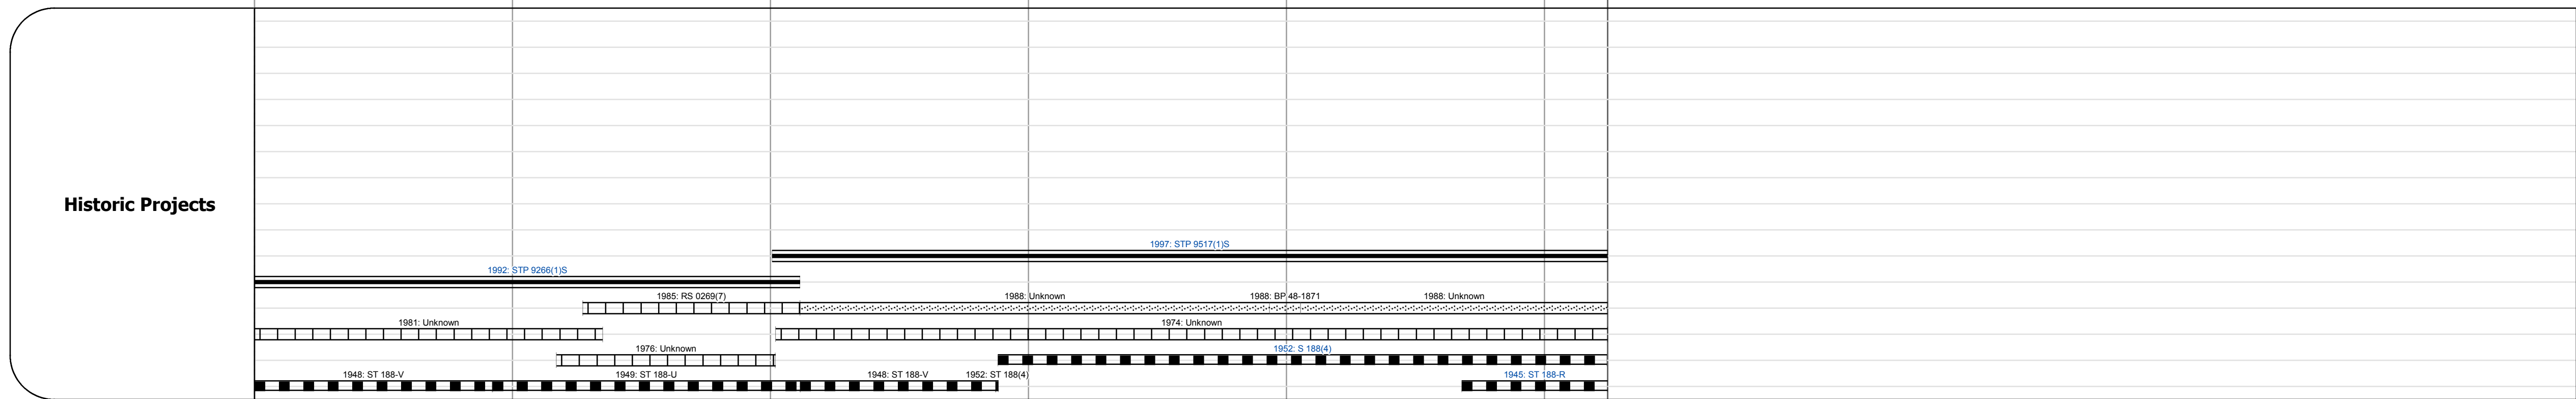 Historic Projects
1997: STP 9517(1)S
1992: STP 9266(1)S
1985: RS 0269(7)
1988: Unknown
1988: BP 48-1871
1988: Unknown
1981: Unknown
1974: Unknown
1976: Unknown
1952: S 188(4)
1948: ST 188-V
1949: ST 188-U
1948: ST 188-V
1952: ST 188(4)
1945: ST 188-R